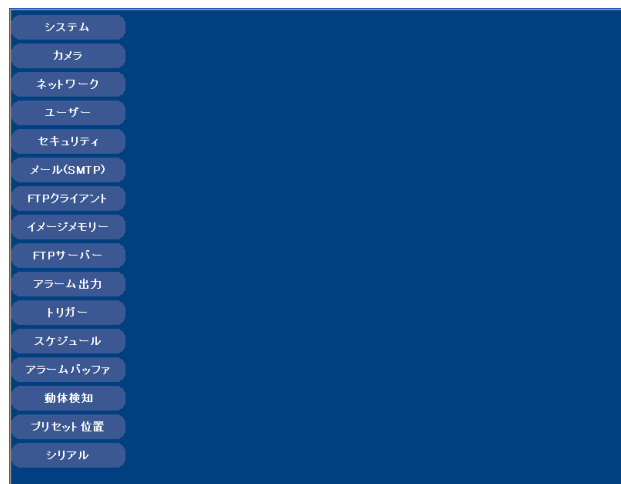 システム
カメラ
ネットワーク
ユーザー
セキュリティ
メール(SMTP)
FTPクライアント
イメージメモリー
FTPサーバー
アラーム出力
トリガー
スケジュール
アラームバッファ
動体検知
プリセット位置
シリアル